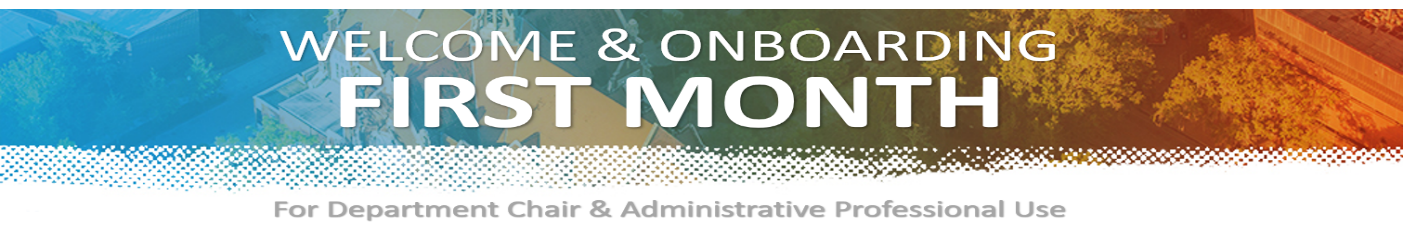 WELCOME & ONBOARDING
FIRST MONTH
For Department Chair & Administrative Professional Use